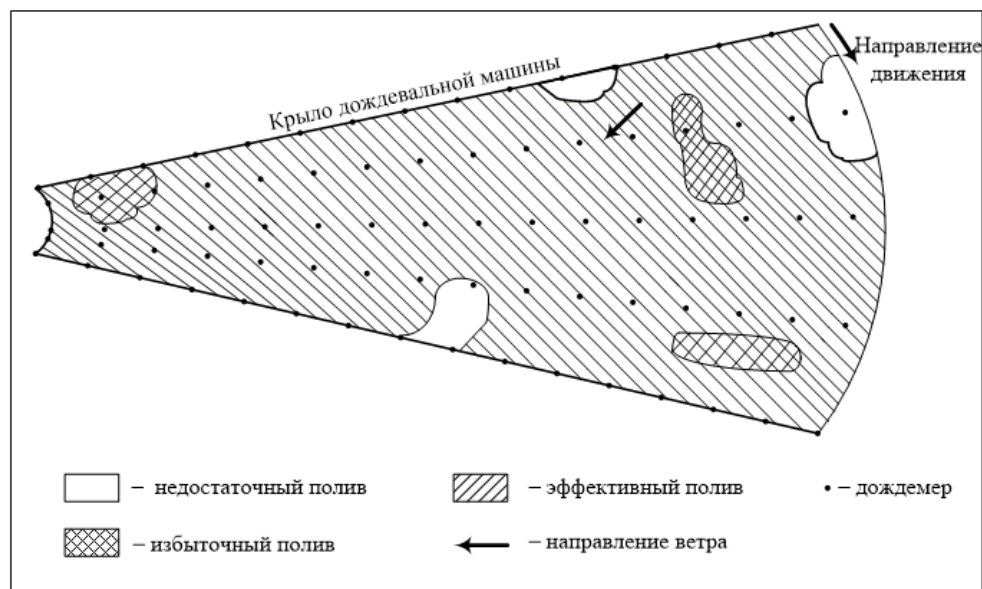 Направление
движения
Крыло дождевальной машины
– недостаточный полив
– эффективный полив
– дождемер
– избыточный полив
– направление ветра